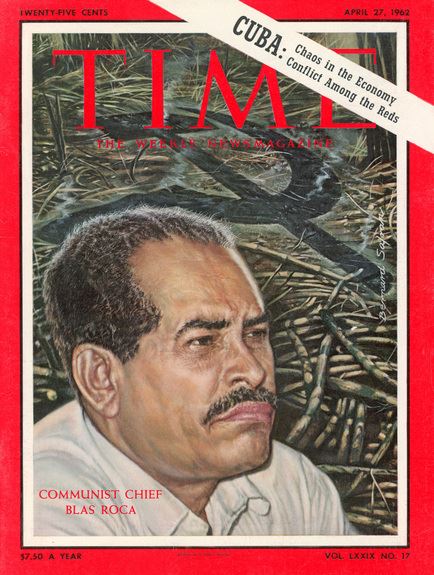 TWENTY-FIVE CENTS
APRIL 27, 1962
CUBA: Chaos in the Economy
Conflict Among the Reds
TIME
THE WEEKLY NEWSMAGAZINE
COMMUNIST CHIEF
BLAS ROCA
$7.50 A YEAR
VOL. LXXIX NO. 17